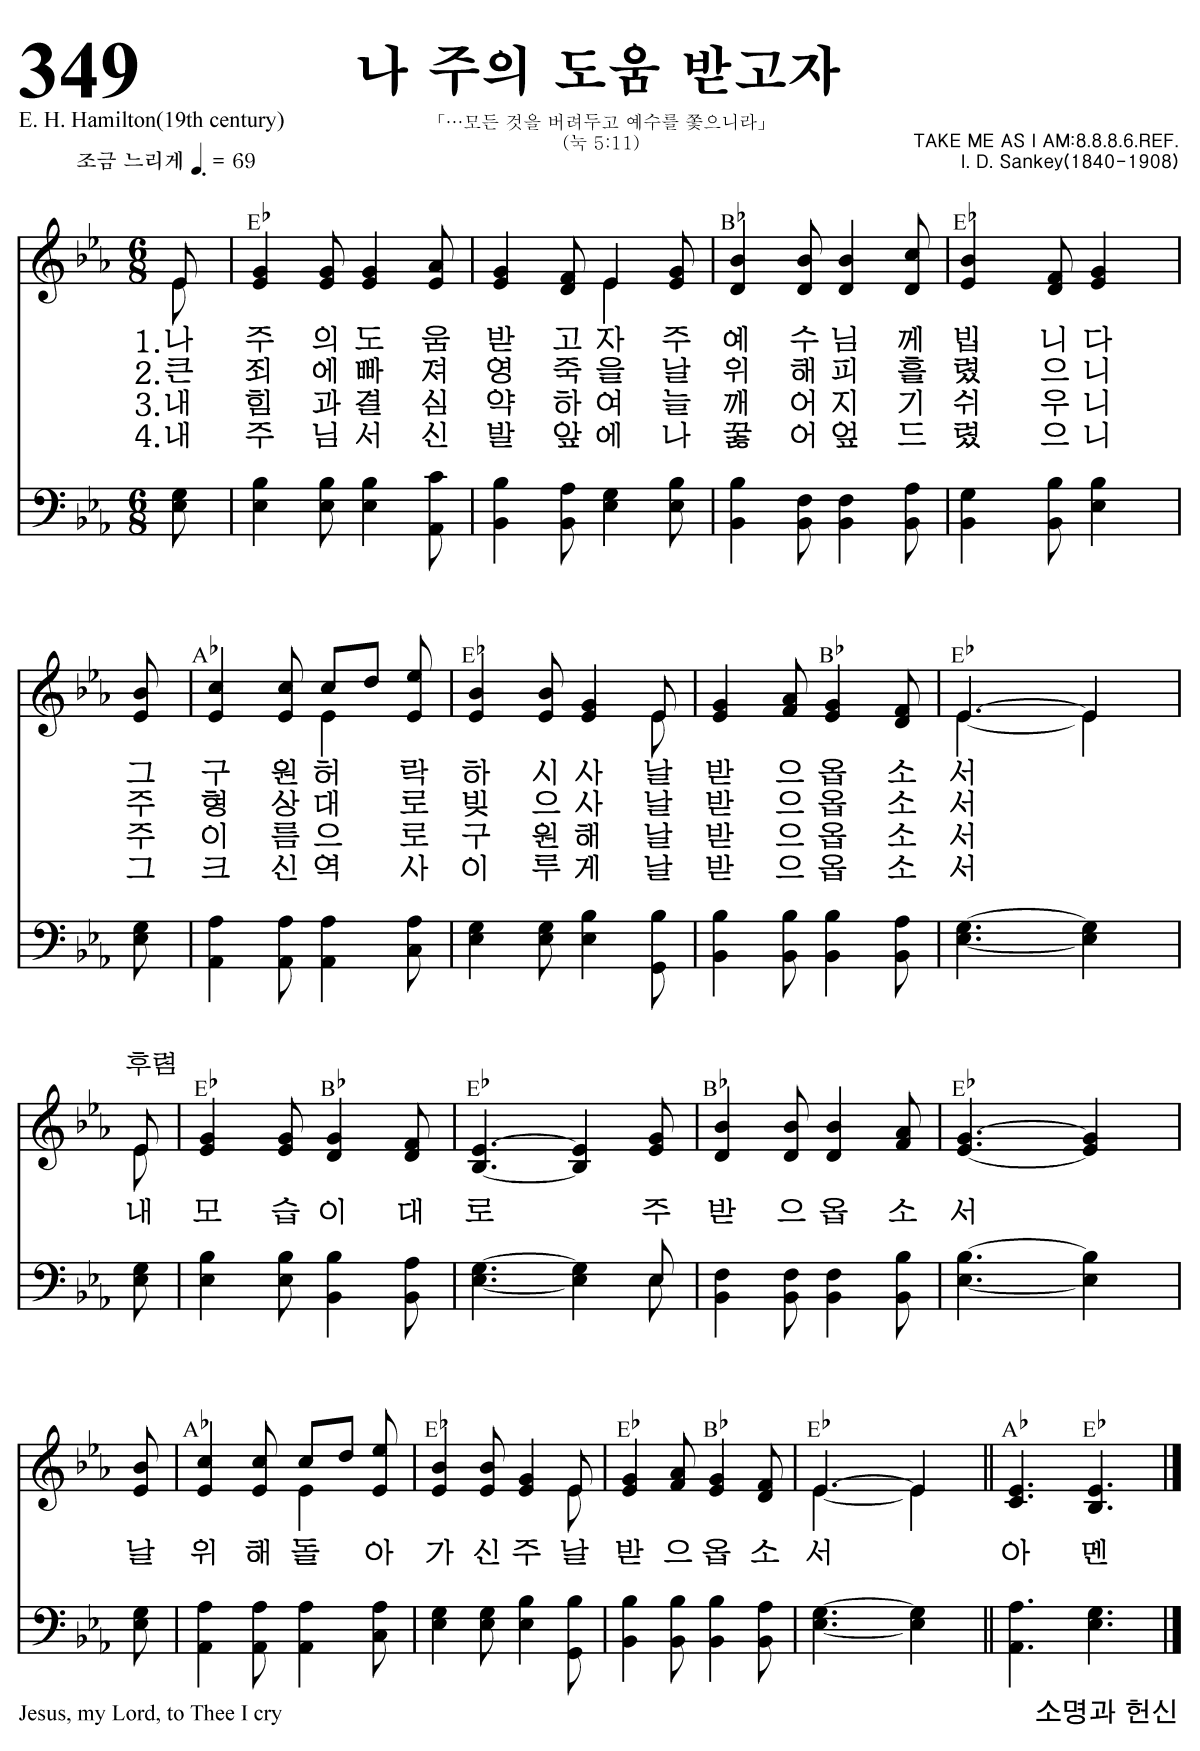 349
나 주의 도움 받고자
E. H. Hamilton(19th century)
「…모든 것을 버려두고 예수를 쫓으니라」
(눅 5:11)
TAKE ME AS I AM:8.8.8.6.REF.
I. D. Sankey(1840-1908)
조금 느리게 ♩. = 69
E♭ B♭ E♭
6
8
1.나 주 의 도 움 받 고 자 주 예 수 님 께 빕 니 다
2.큰 죄 에 빠 져 영 죽 을 날 위 해 피 흘 렸 으 니
3.내 힘 과 결 심 약 하 여 늘 깨 어 지 기 쉬 우 니
4.내 주 님 서 신 발 앞 에 나 꿇 어 엎 드 렸 으 니
6
8
A♭ E♭ B♭ E♭
그 구 원 허 락 하 시 사 날 받 으 옵 소 서
주 형 상 대 로 빚 으 사 날 받 으 옵 소 서
주 이 름 으 로 구 원 해 날 받 으 옵 소 서
그 크 신 역 사 이 루 게 날 받 으 옵 소 서
후렴
E♭ B♭ E♭ B♭ E♭
내 모 습 이 대 로 주 받 으 옵 소 서
A♭ E♭ E♭ B♭ E♭ A♭ E♭
날 위 해 돌 아 가 신 주 날 받 으 옵 소 서 아 멘
Jesus, my Lord, to Thee I cry
소명과 헌신